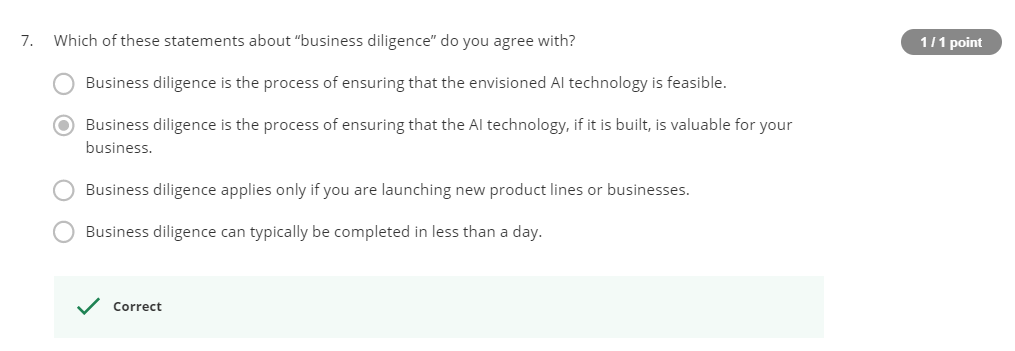 7. Which of these statements about “business diligence” do you agree with?
1 / 1 point
Business diligence is the process of ensuring that the envisioned AI technology is feasible.
Business diligence is the process of ensuring that the AI technology, if it is built, is valuable for your
business.
Business diligence applies only if you are launching new product lines or businesses.
Business diligence can typically be completed in less than a day.
Correct